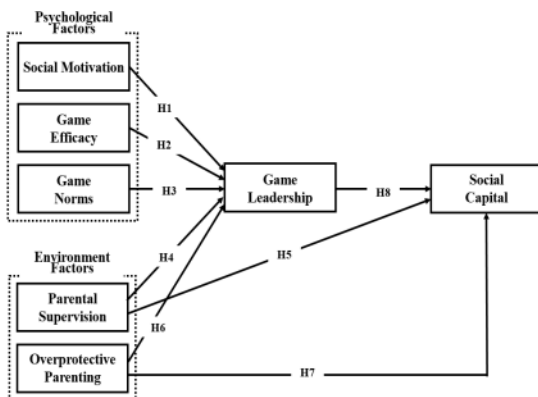 Psychological
Factors
Social Motivation
H1
Game
Efficacy
H2
Game
Norms
H3
Game
Leadership
H8
Social
Capital
Environment
Factors
H4
H5
Parental
Supervision
H6
Overprotective
Parenting
H7